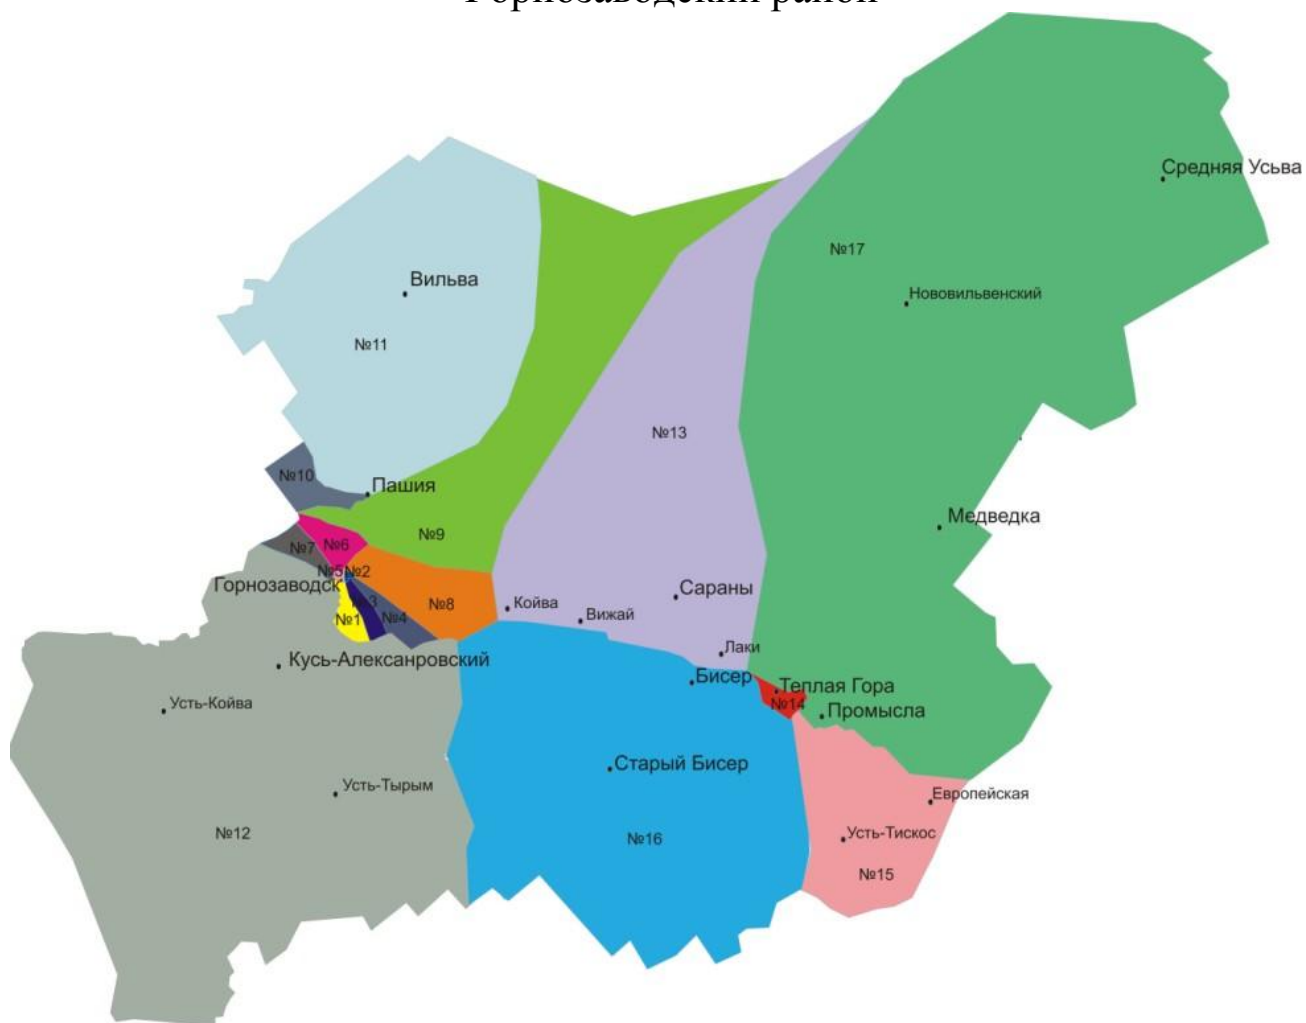 Горнозаводский район
Средняя Усьва
№17
Вильва
Нововильвенский
№11
№13
№10
Пашия
Медведка
№9
№6
№7
№5
№2
Горнозаводск
Сараны
№3
№8
Койва
Вижай
№1
№4
Лаки
Кусь-Алексанровский
Бисер
Теплая Гора
Усть-Койва
№14
Промысла
Старый Бисер
Усть-Тырым
Европейская
№12
№16
Усть-Тискос
№15